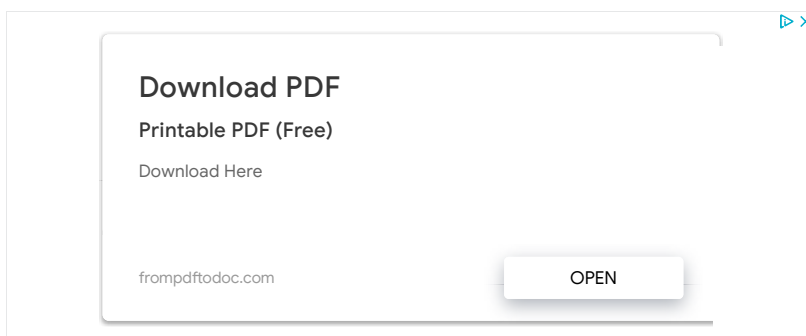 Download PDF
Printable PDF (Free)
Download Here
frompdftodoc.com
OPEN